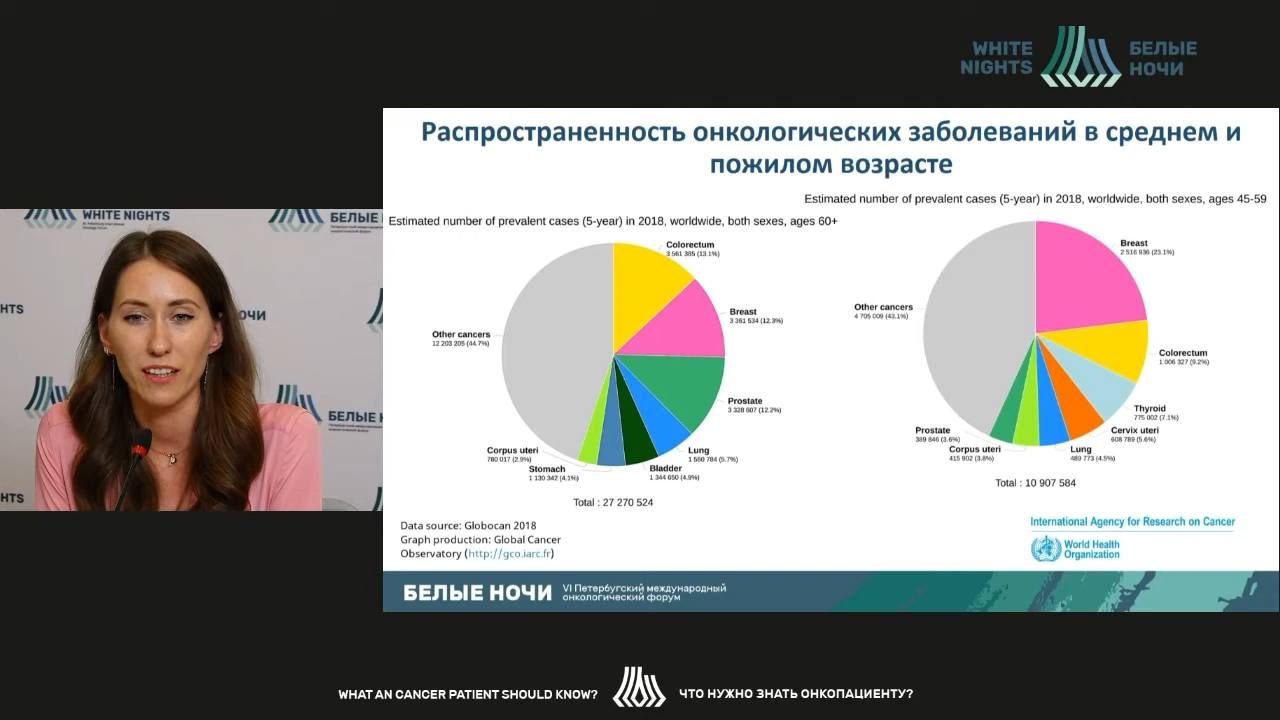 WHITE
NIGHTS
БЕЛЫЕ
НОЧИ
Распространенность онкологических заболеваний в среднем и
пожилом возрасте
Estimated number of prevalent cases (5-year) in 2018, worldwide, both sexes, ages 60+
Colorectum
3 561 385 (13.1%)
Breast
3 361 534 (12.3%)
Prostate
3 328 607 (12.2%)
Lung
1 560 784 (5.7%)
Bladder
1 344 650 (4.9%)
Stomach
1 130 342 (4.1%)
Corpus uteri
780 017 (2.9%)
Other cancers
12 203 205 (44.7%)
Total : 27 270 524
Estimated number of prevalent cases (5-year) in 2018, worldwide, both sexes, ages 45-59
Breast
2 516 936 (23.1%)
Colorectum
1 006 327 (9.2%)
Thyroid
775 002 (7.1%)
Cervix uteri
608 789 (5.6%)
Lung
489 773 (4.5%)
Corpus uteri
415 902 (3.8%)
Prostate
389 846 (3.6%)
Other cancers
4 705 009 (43.1%)
Total : 10 907 584
Data source: Globocan 2018
Graph production: Global Cancer
Observatory (http://gco.iarc.fr)
International Agency for Research on Cancer
World Health
Organization
БЕЛЫЕ НОЧИ
VI Петербугский международный
онкологический форум
WHITE NIGHTS
БЕЛЫЕ
NTS
НОЧИ
БЕЛЫЕ
NTS
WHAT AN CANCER PATIENT SHOULD KNOW?
ЧТО НУЖНО ЗНАТЬ ОНКОПАЦИЕНТУ?